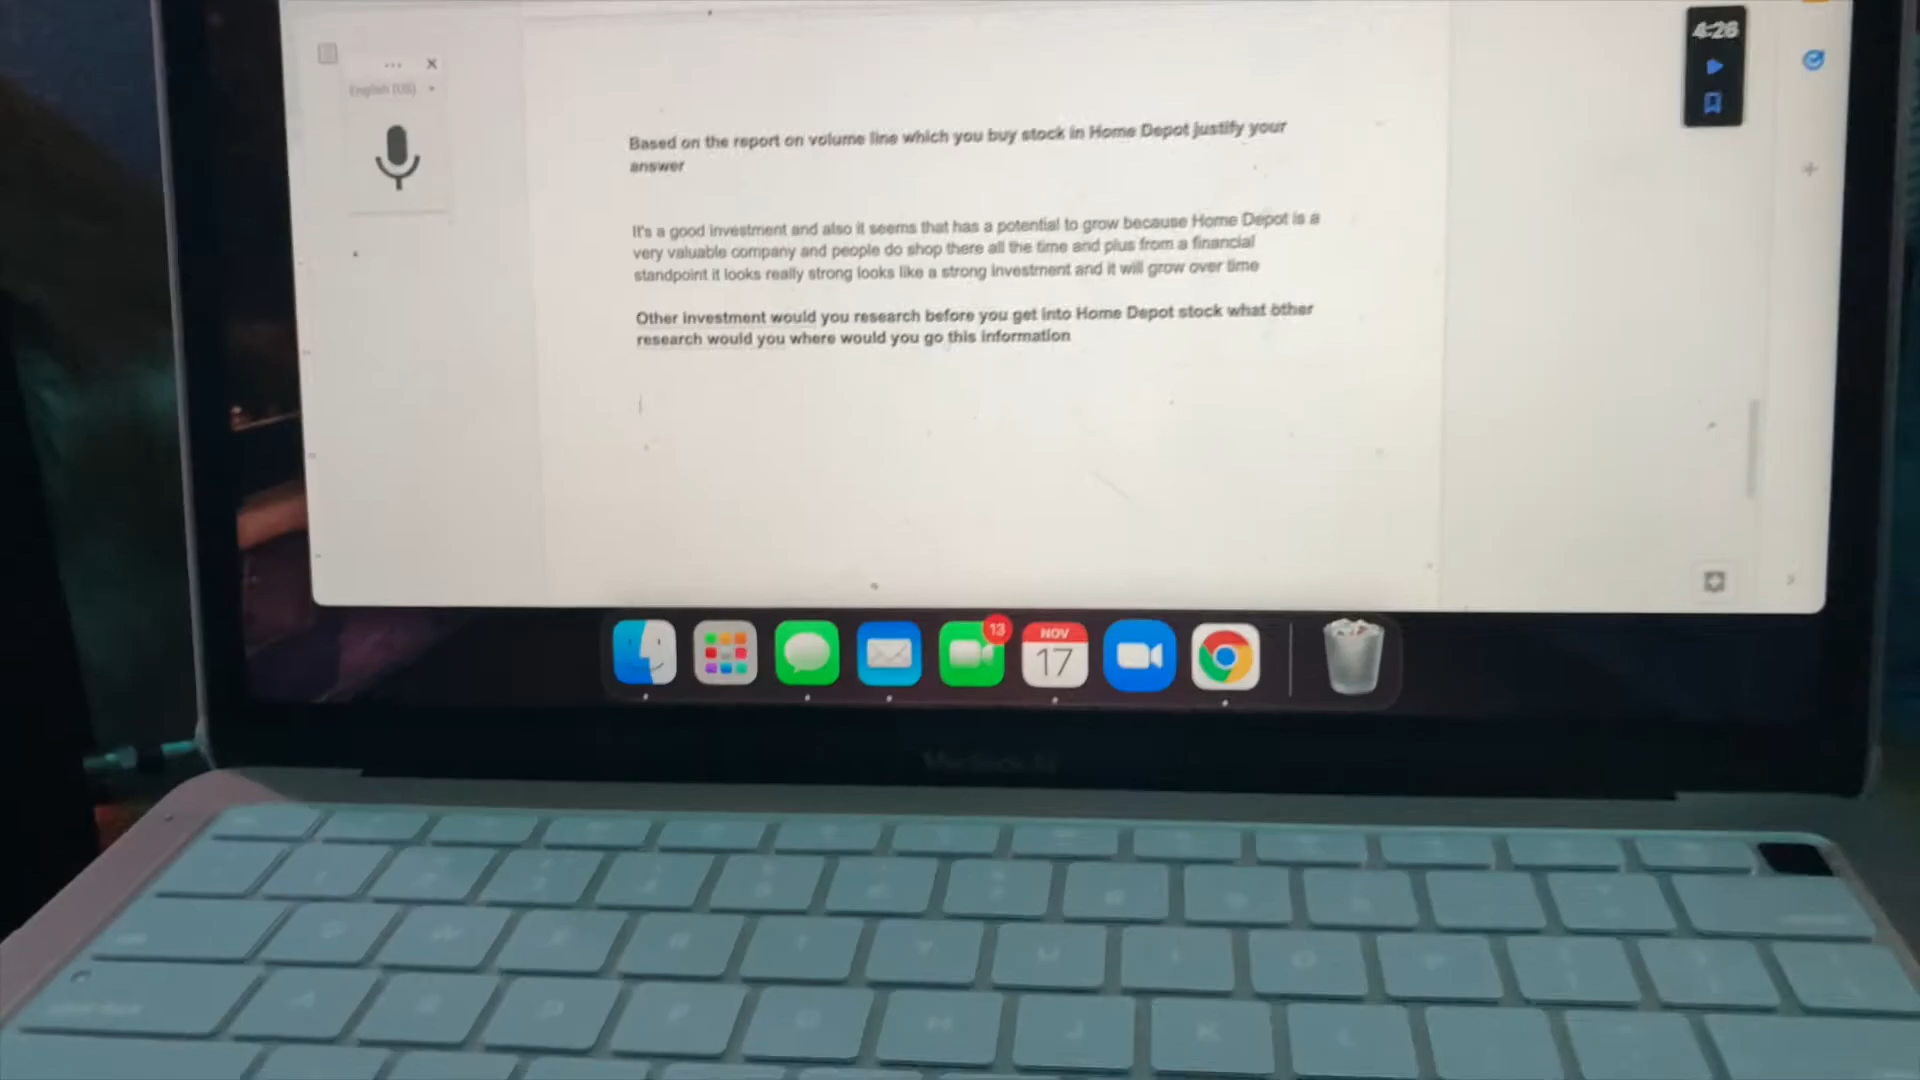 4:26
English (US)
Based on the report on volume line which you buy stock in Home Depot justify your
answer
It's a good investment and also it seems that has a potential to grow because Home Depot is a
very valuable company and people do shop there all the time and plus from a financial
standpoint it looks really strong looks like a strong investment and it will grow over time
Other investment would you research before you get into Home Depot stock what other
research would you where would you go this information
13
NOV
17
MacBook Air